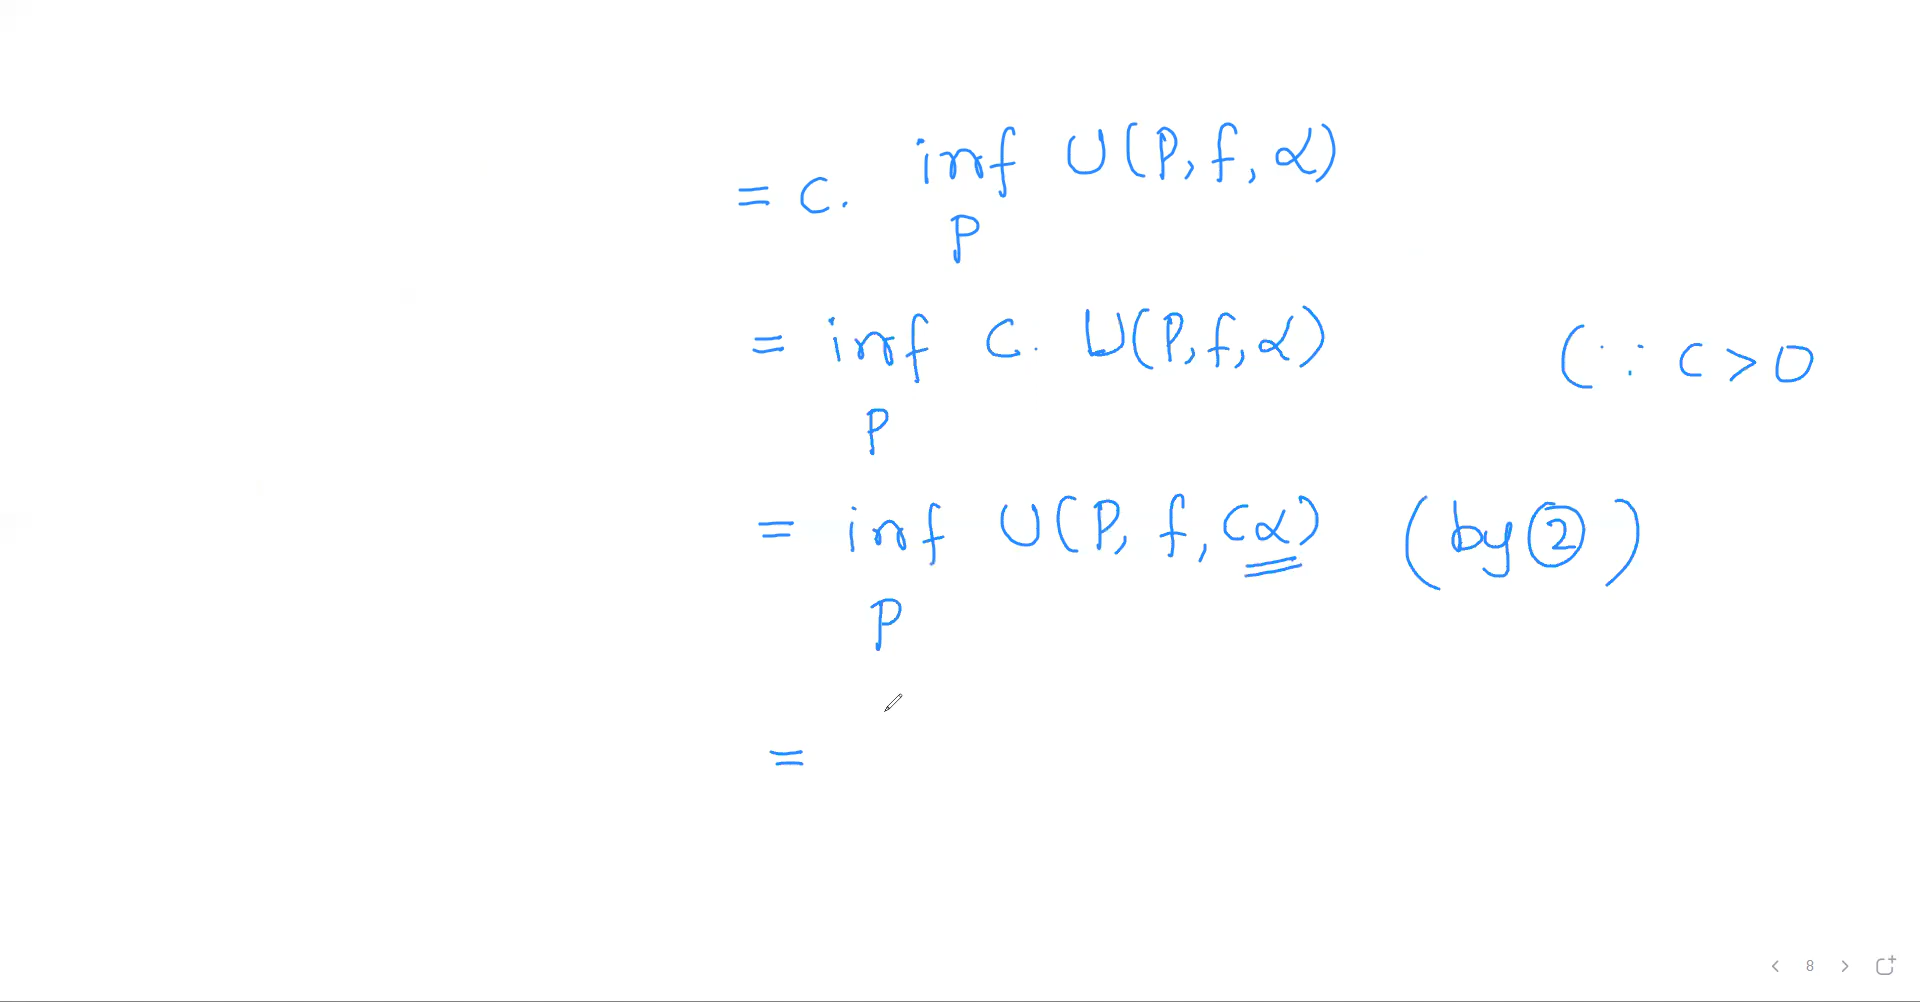 = c. inf U(P, f, α)
P
= inf c. U(P, f, α) (∵ c > 0
P
= inf U(P, f, cα) (by ②)
P
=
8